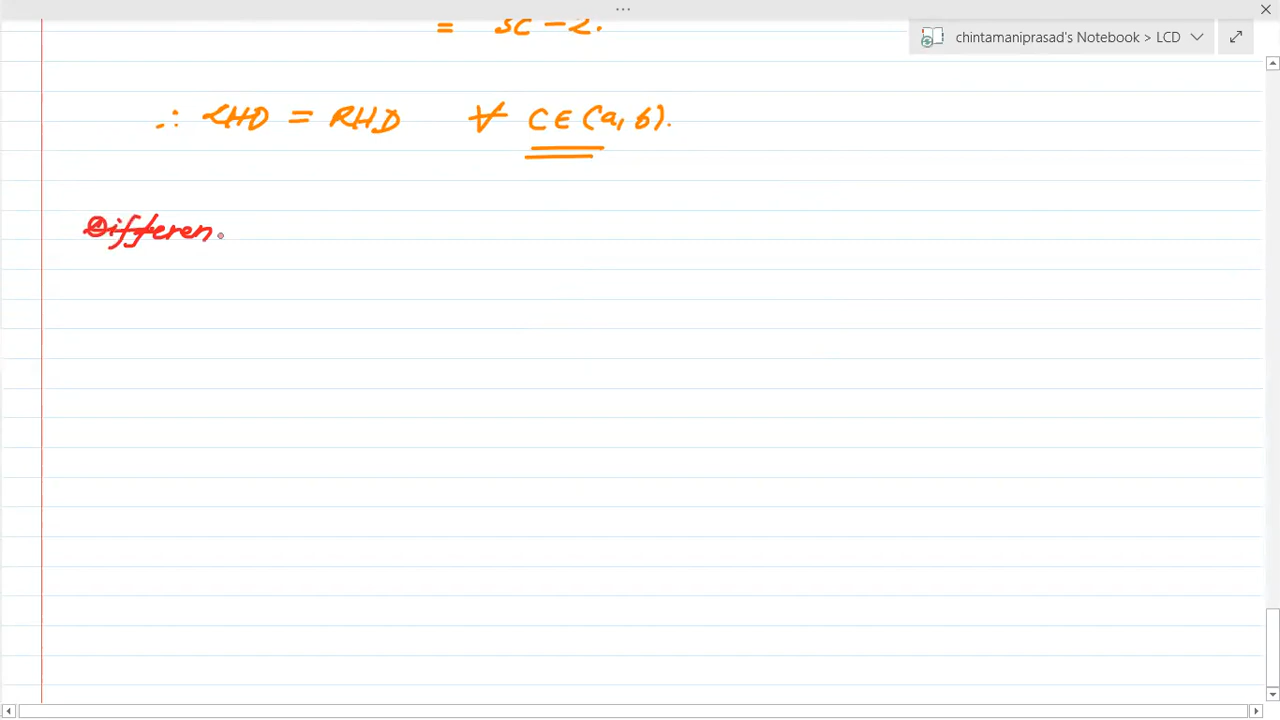 chintamaniprasad's Notebook > LCD
= 3c - 2.
∴ LHD = RHD ∀ C ∈ (a, b).
Differen